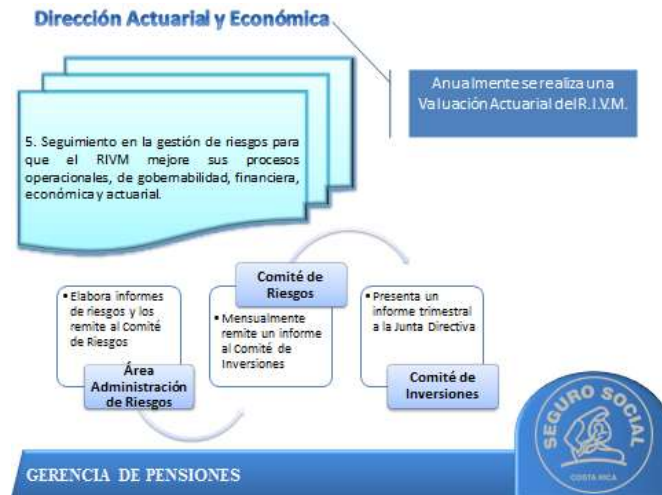 Dirección Actuarial y Económica
Anualmente se realiza una
Valuación Actuarial del R.I.V.M.
5. Seguimiento en la gestión de riesgos para
que el RIVM mejore sus procesos
operacionales, de gobernabilidad, financiera,
económica y actuarial.
• Elabora informes
de riesgos y los
remite al Comité
de Riesgos
Área
Administración
de Riesgos
Comité de
Riesgos
• Mensualmente
remite un informe
al Comité de
Inversiones
• Presenta un
informe trimestral
a la Junta Directiva
Comité de
Inversiones
GERENCIA DE PENSIONES
SEGURO SOCIAL
COSTA RICA